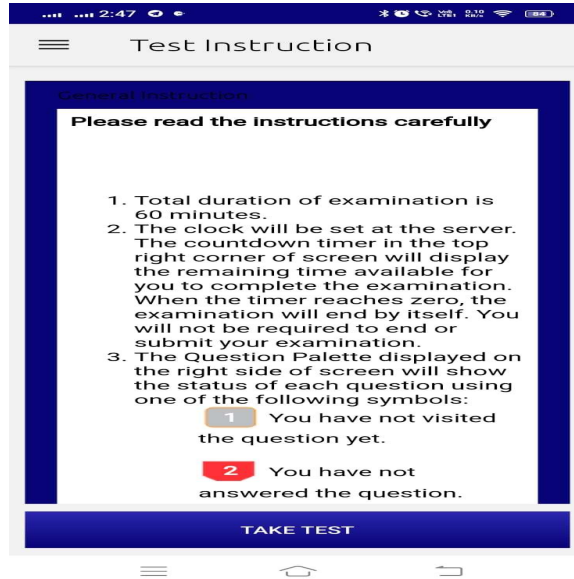 2:47 0.10 KB/s 84
Test Instruction
General Instruction
Please read the instructions carefully
1. Total duration of examination is
60 minutes.
2. The clock will be set at the server.
The countdown timer in the top
right corner of screen will display
the remaining time available for
you to complete the examination.
When the timer reaches zero, the
examination will end by itself. You
will not be required to end or
submit your examination.
3. The Question Palette displayed on
the right side of screen will show
the status of each question using
one of the following symbols:
1 You have not visited
the question yet.
2 You have not
answered the question.
TAKE TEST